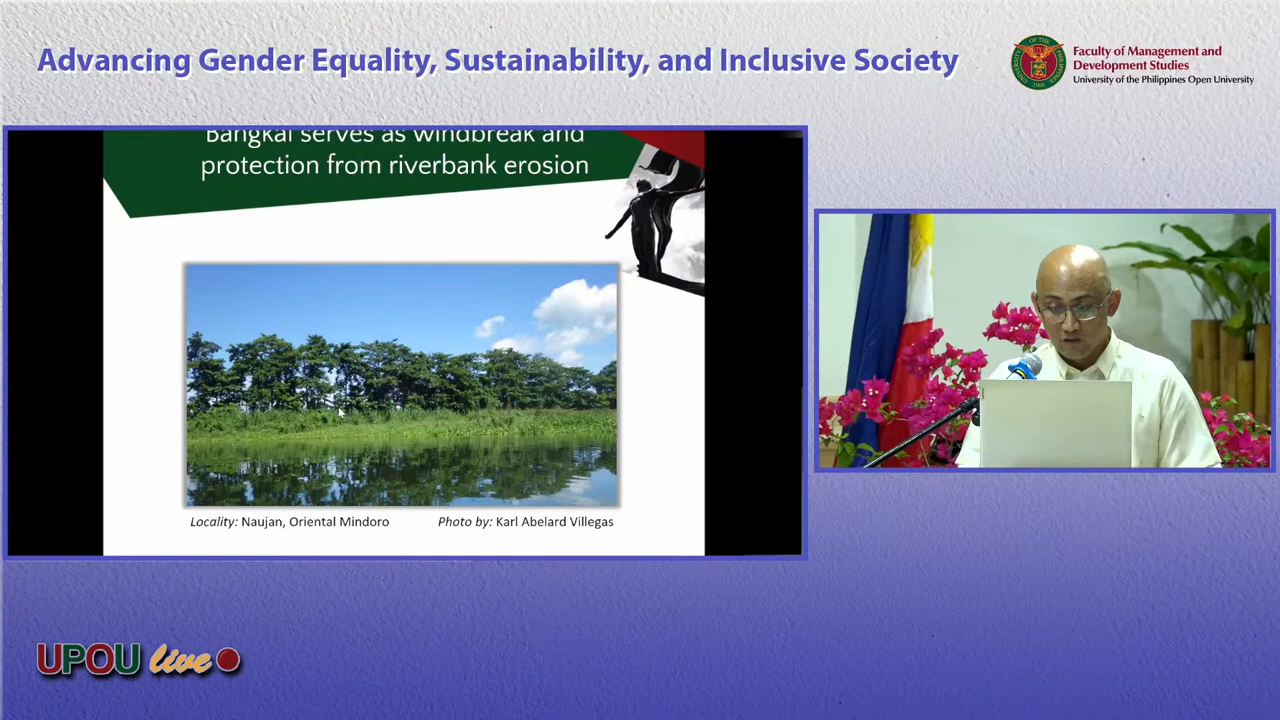 Advancing Gender Equality, Sustainability, and Inclusive Society
Faculty of Management and
Development Studies
University of the Philippines Open University
Bangkal serves as windbreak and
protection from riverbank erosion
Locality: Naujan, Oriental Mindoro
Photo by: Karl Abelard Villegas
UPOU live